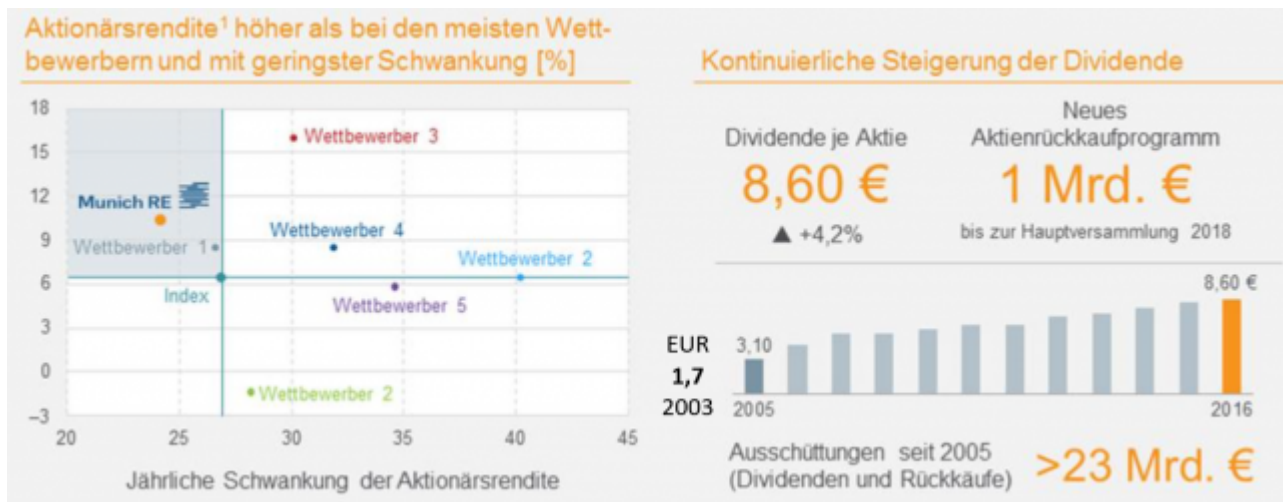 Aktionärsrendite¹ höher als bei den meisten Wett-
bewerbern und mit geringster Schwankung [%]
18
15
12
9
6
3
0
–3
20
25
30
35
40
45
Wettbewerber 3
Munich RE
Wettbewerber 1
Wettbewerber 4
Wettbewerber 2
Index
Wettbewerber 5
Wettbewerber 2
Jährliche Schwankung der Aktionärsrendite
Kontinuierliche Steigerung der Dividende
Dividende je Aktie
8,60 €
▲ +4,2%
Neues
Aktienrückkaufprogramm
1 Mrd. €
bis zur Hauptversammlung 2018
8,60 €
EUR
1,7
2003
3,10
2005
2016
Ausschüttungen seit 2005
(Dividenden und Rückkäufe)
>23 Mrd. €